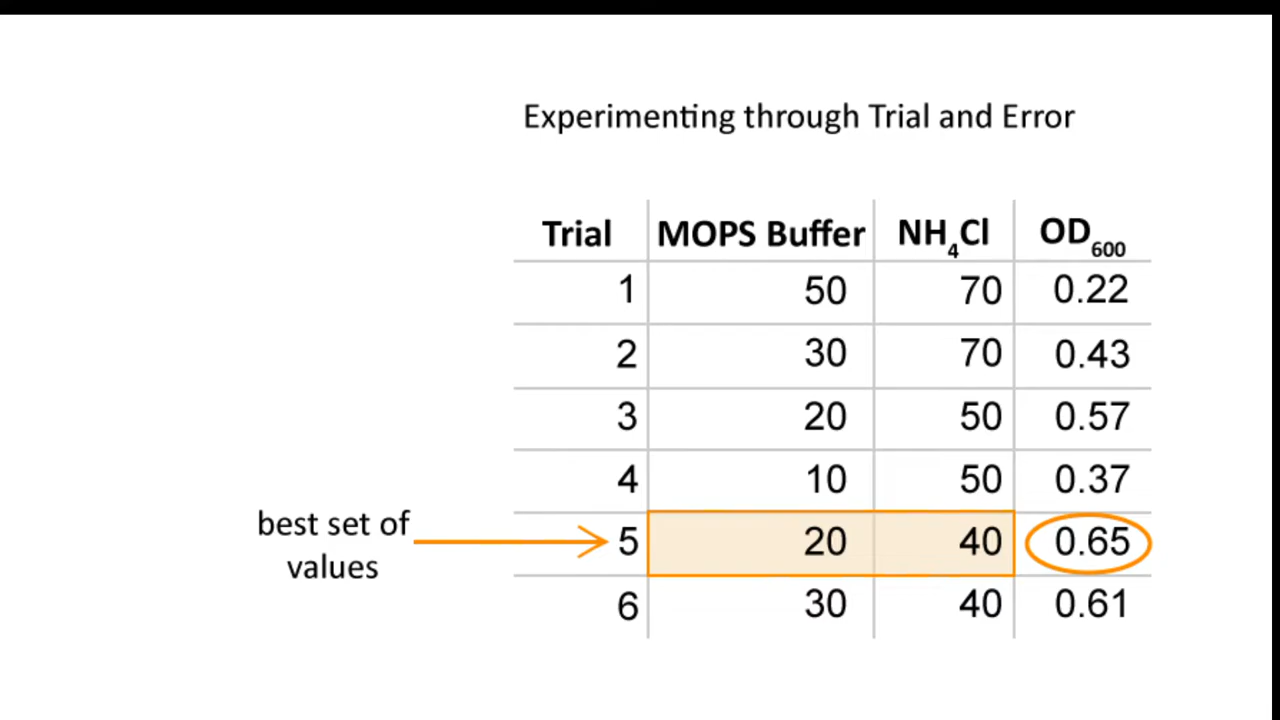 Experimenting through Trial and Error
Trial MOPS Buffer NH4Cl OD600
1 50 70 0.22
2 30 70 0.43
3 20 50 0.57
4 10 50 0.37
best set of
values
5 20 40 0.65
6 30 40 0.61